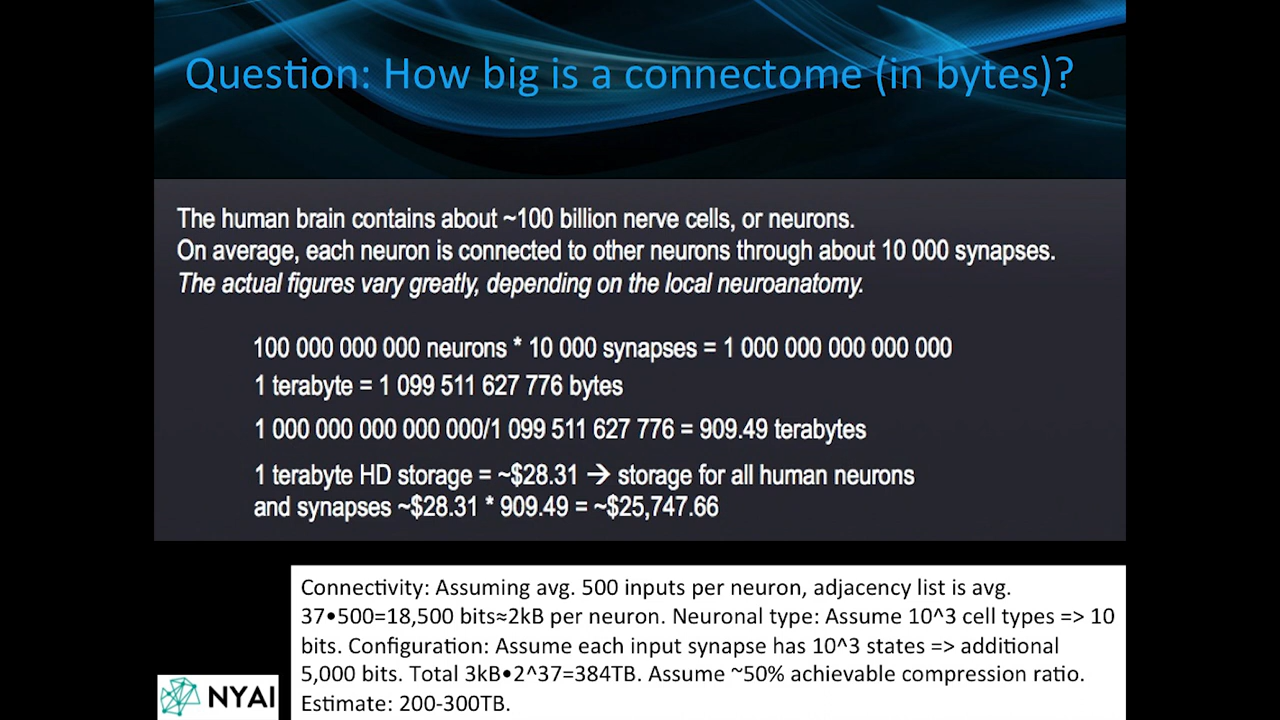 Question: How big is a connectome (in bytes)?
The human brain contains about ~100 billion nerve cells, or neurons.
On average, each neuron is connected to other neurons through about 10 000 synapses.
The actual figures vary greatly, depending on the local neuroanatomy.
100 000 000 000 neurons * 10 000 synapses = 1 000 000 000 000 000
1 terabyte = 1 099 511 627 776 bytes
1 000 000 000 000 000/1 099 511 627 776 = 909.49 terabytes
1 terabyte HD storage = ~$28.31 → storage for all human neurons
and synapses ~$28.31 * 909.49 = ~$25,747.66
Connectivity: Assuming avg. 500 inputs per neuron, adjacency list is avg.
37•500=18,500 bits≈2kB per neuron. Neuronal type: Assume 10^3 cell types => 10
bits. Configuration: Assume each input synapse has 10^3 states => additional
5,000 bits. Total 3kB•2^37=384TB. Assume ~50% achievable compression ratio.
Estimate: 200-300TB.
NYAI